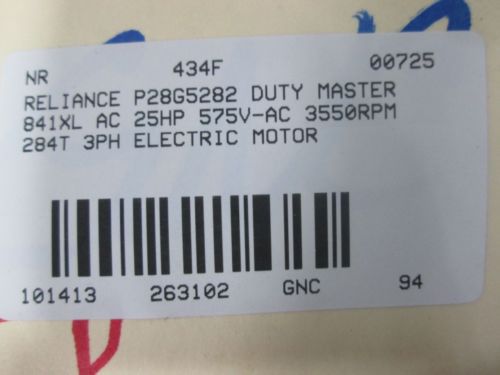 NR 434F 00725
RELIANCE P28G5282 DUTY MASTER
841XL AC 25HP 575V-AC 3550RPM
284T 3PH ELECTRIC MOTOR
101413 263102 GNC 94